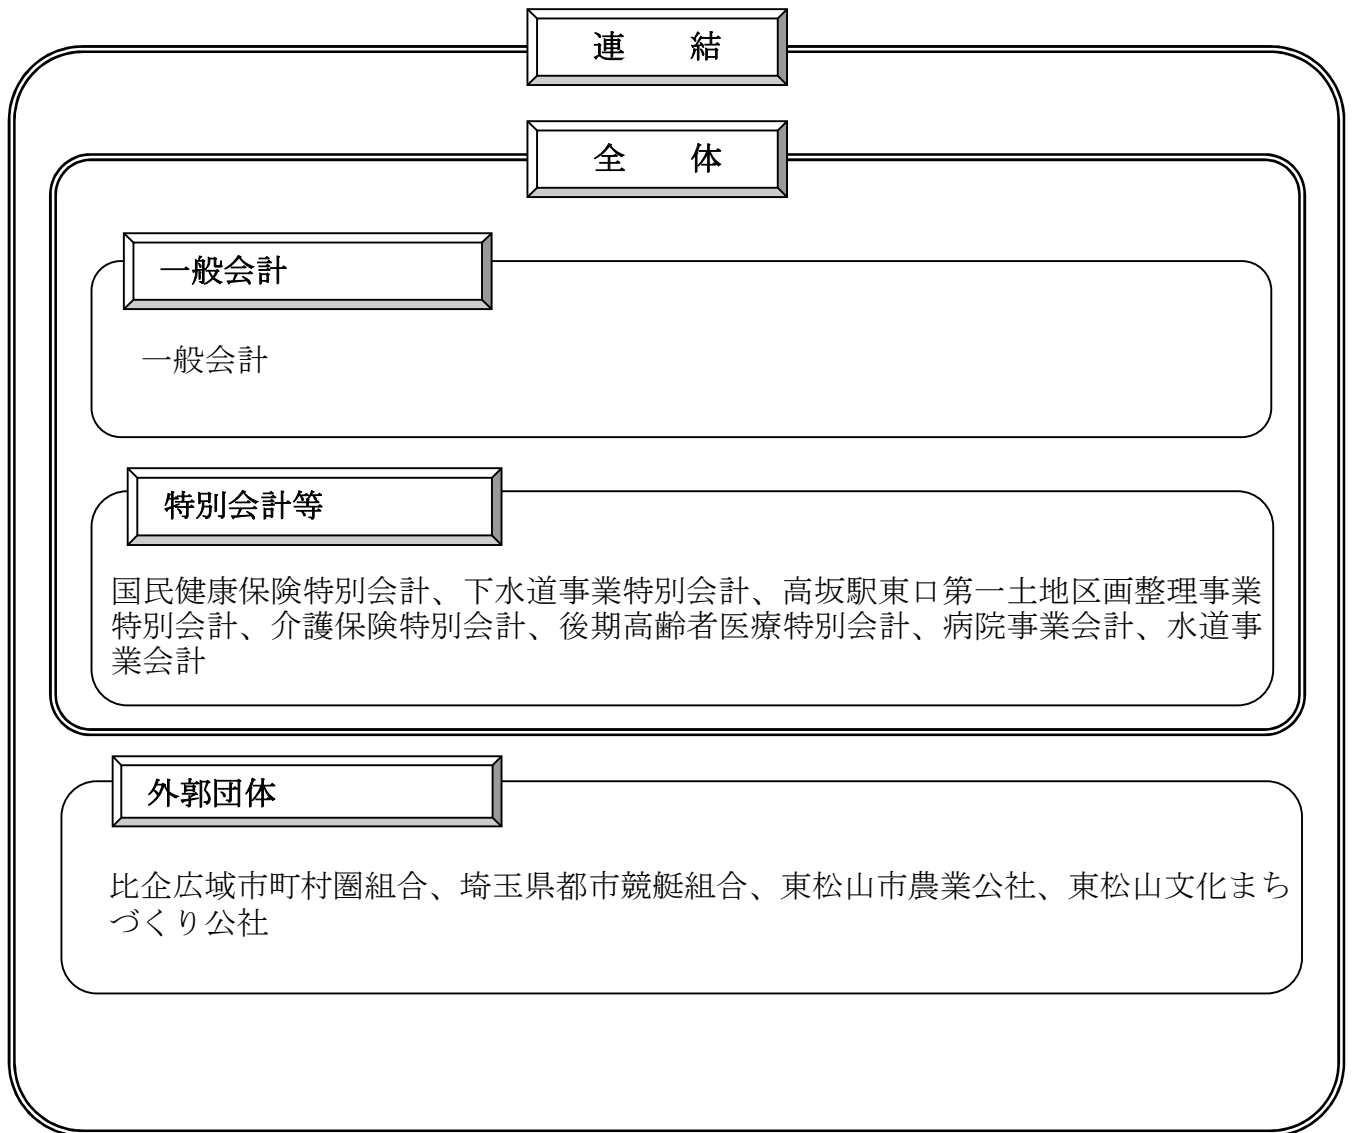 連　結
全　体
一般会計
一般会計
特別会計等
国民健康保険特別会計、下水道事業特別会計、高坂駅東口第一土地区画整理事業
特別会計、介護保険特別会計、後期高齢者医療特別会計、病院事業会計、水道事
業会計
外郭団体
比企広域市町村圏組合、埼玉県都市競艇組合、東松山市農業公社、東松山文化まち
づくり公社